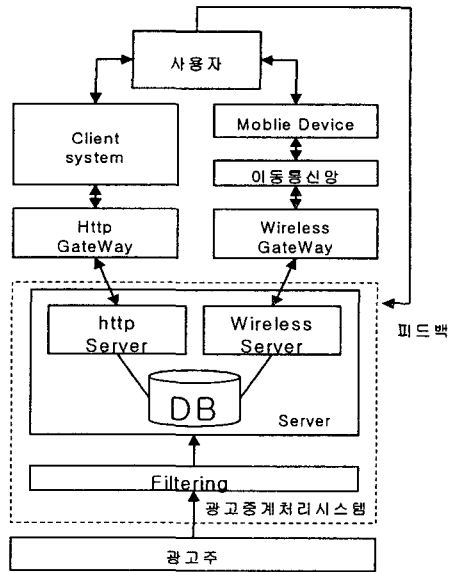 사용자
Client
system
Moblie Device
이동통신앙
Http
GateWay
Wireless
GateWay
http
Server
Wireless
Server
피드백
DB
Server
Filtering
광고중계처리시스템
광고주